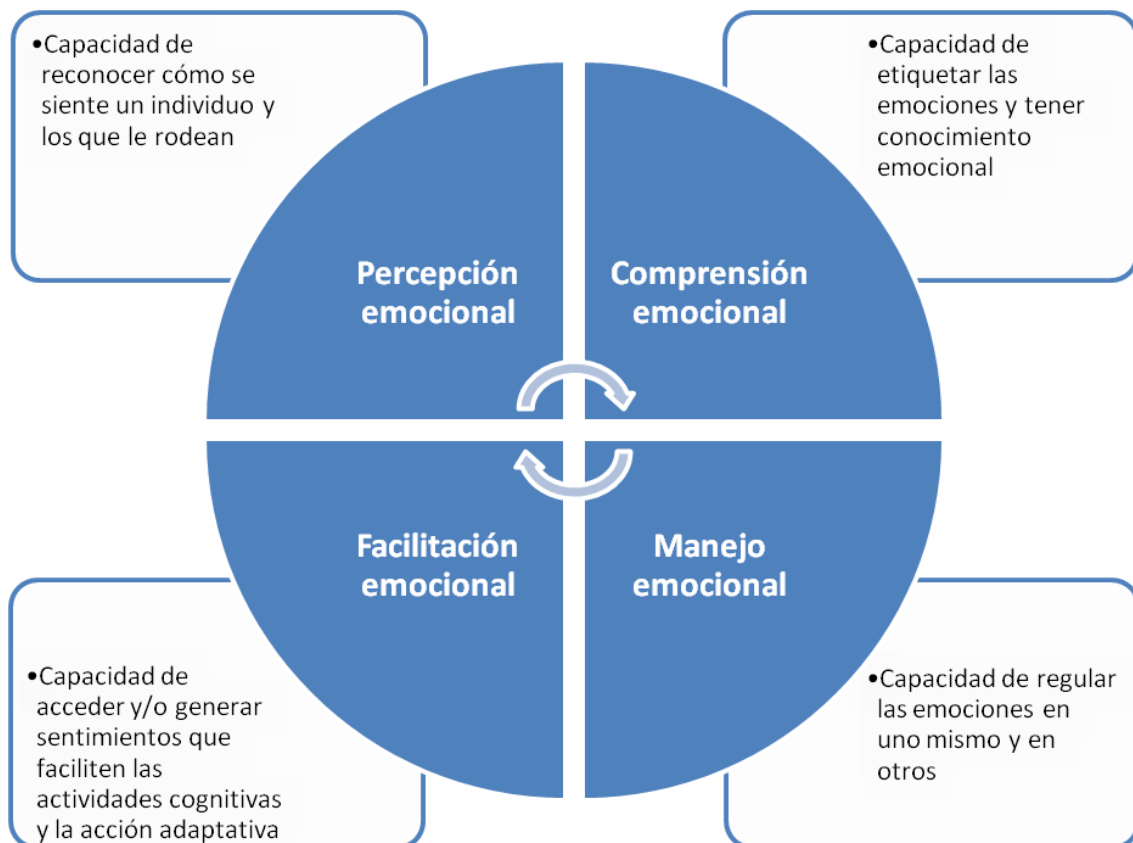 •Capacidad de
reconocer cómo se
siente un individuo y
los que le rodean
•Capacidad de
etiquetar las
emociones y tener
conocimiento
emocional
Percepción
emocional
Comprensión
emocional
Facilitación
emocional
Manejo
emocional
•Capacidad de
acceder y/o generar
sentimientos que
faciliten las
actividades cognitivas
y la acción adaptativa
•Capacidad de regular
las emociones en
uno mismo y en
otros